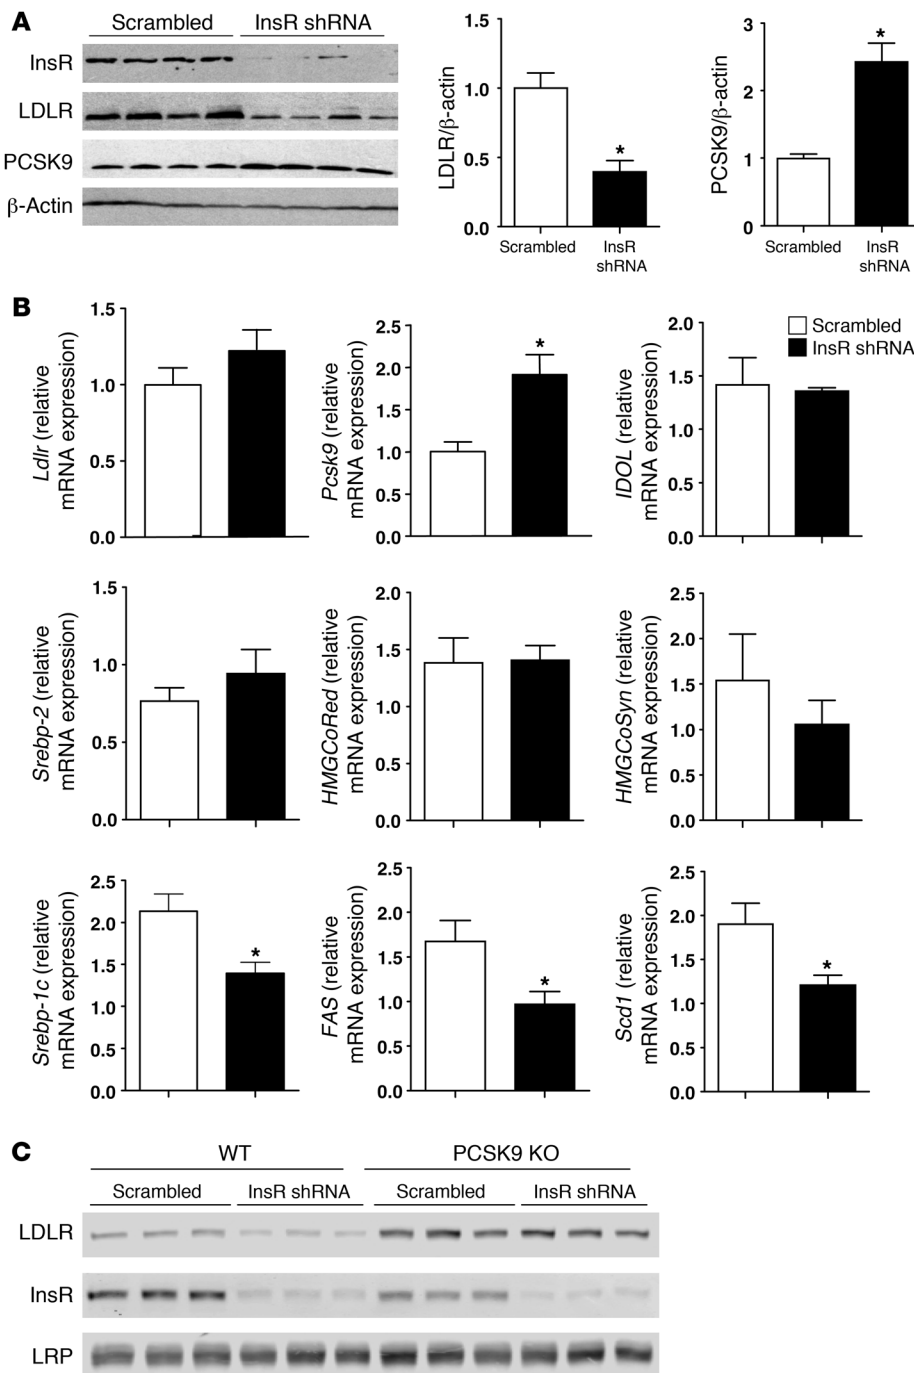 A
Scrambled InsR shRNA
InsR
LDLR
PCSK9
β-Actin
LDLR/β-actin
1.5
1.0
0.5
0.0
Scrambled
InsR
shRNA
*
PCSK9/β-actin
3
2
1
0
Scrambled
InsR
shRNA
*
B
Ldlr (relative
mRNA expression)
1.5
1.0
0.5
0.0
Pcsk9 (relative
mRNA expression)
2.5
2.0
1.5
1.0
0.5
0.0
*
IDOL (relative
mRNA expression)
2.0
1.5
1.0
0.5
0.0
Scrambled
InsR shRNA
Srebp-2 (relative
mRNA expression)
1.5
1.0
0.5
0.0
HMGCoRed (relative
mRNA expression)
2.0
1.5
1.0
0.5
0.0
HMGCoSyn (relative
mRNA expression)
2.5
2.0
1.5
1.0
0.5
0.0
Srebp-1c (relative
mRNA expression)
2.5
2.0
1.5
1.0
0.5
0.0
*
FAS (relative
mRNA expression)
2.5
2.0
1.5
1.0
0.5
0.0
*
Scd1 (relative
mRNA expression)
2.5
2.0
1.5
1.0
0.5
0.0
*
C
WT PCSK9 KO
Scrambled InsR shRNA Scrambled InsR shRNA
LDLR
InsR
LRP